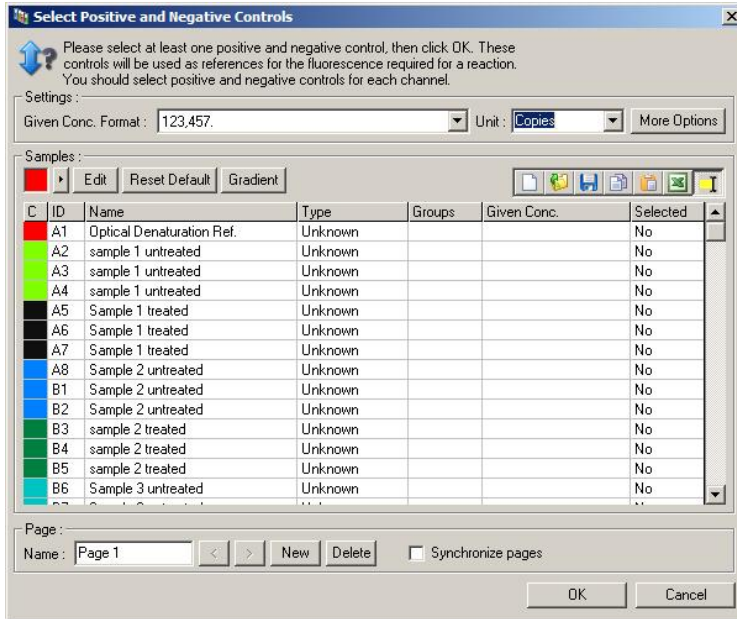 Select Positive and Negative Controls
Please select at least one positive and negative control, then click OK. These
controls will be used as references for the fluorescence required for a reaction.
You should select positive and negative controls for each channel.
Settings :
Given Conc. Format : 123,457. Unit : Copies More Options
Samples :
Edit Reset Default Gradient
C ID Name Type Groups Given Conc. Selected
A1 Optical Denaturation Ref. Unknown No
A2 sample 1 untreated Unknown No
A3 sample 1 untreated Unknown No
A4 sample 1 untreated Unknown No
A5 Sample 1 treated Unknown No
A6 Sample 1 treated Unknown No
A7 Sample 1 treated Unknown No
A8 Sample 2 untreated Unknown No
B1 Sample 2 untreated Unknown No
B2 Sample 2 untreated Unknown No
B3 sample 2 treated Unknown No
B4 sample 2 treated Unknown No
B5 sample 2 treated Unknown No
B6 Sample 3 untreated Unknown No
Page :
Name : Page 1 < > New Delete Synchronize pages
OK Cancel